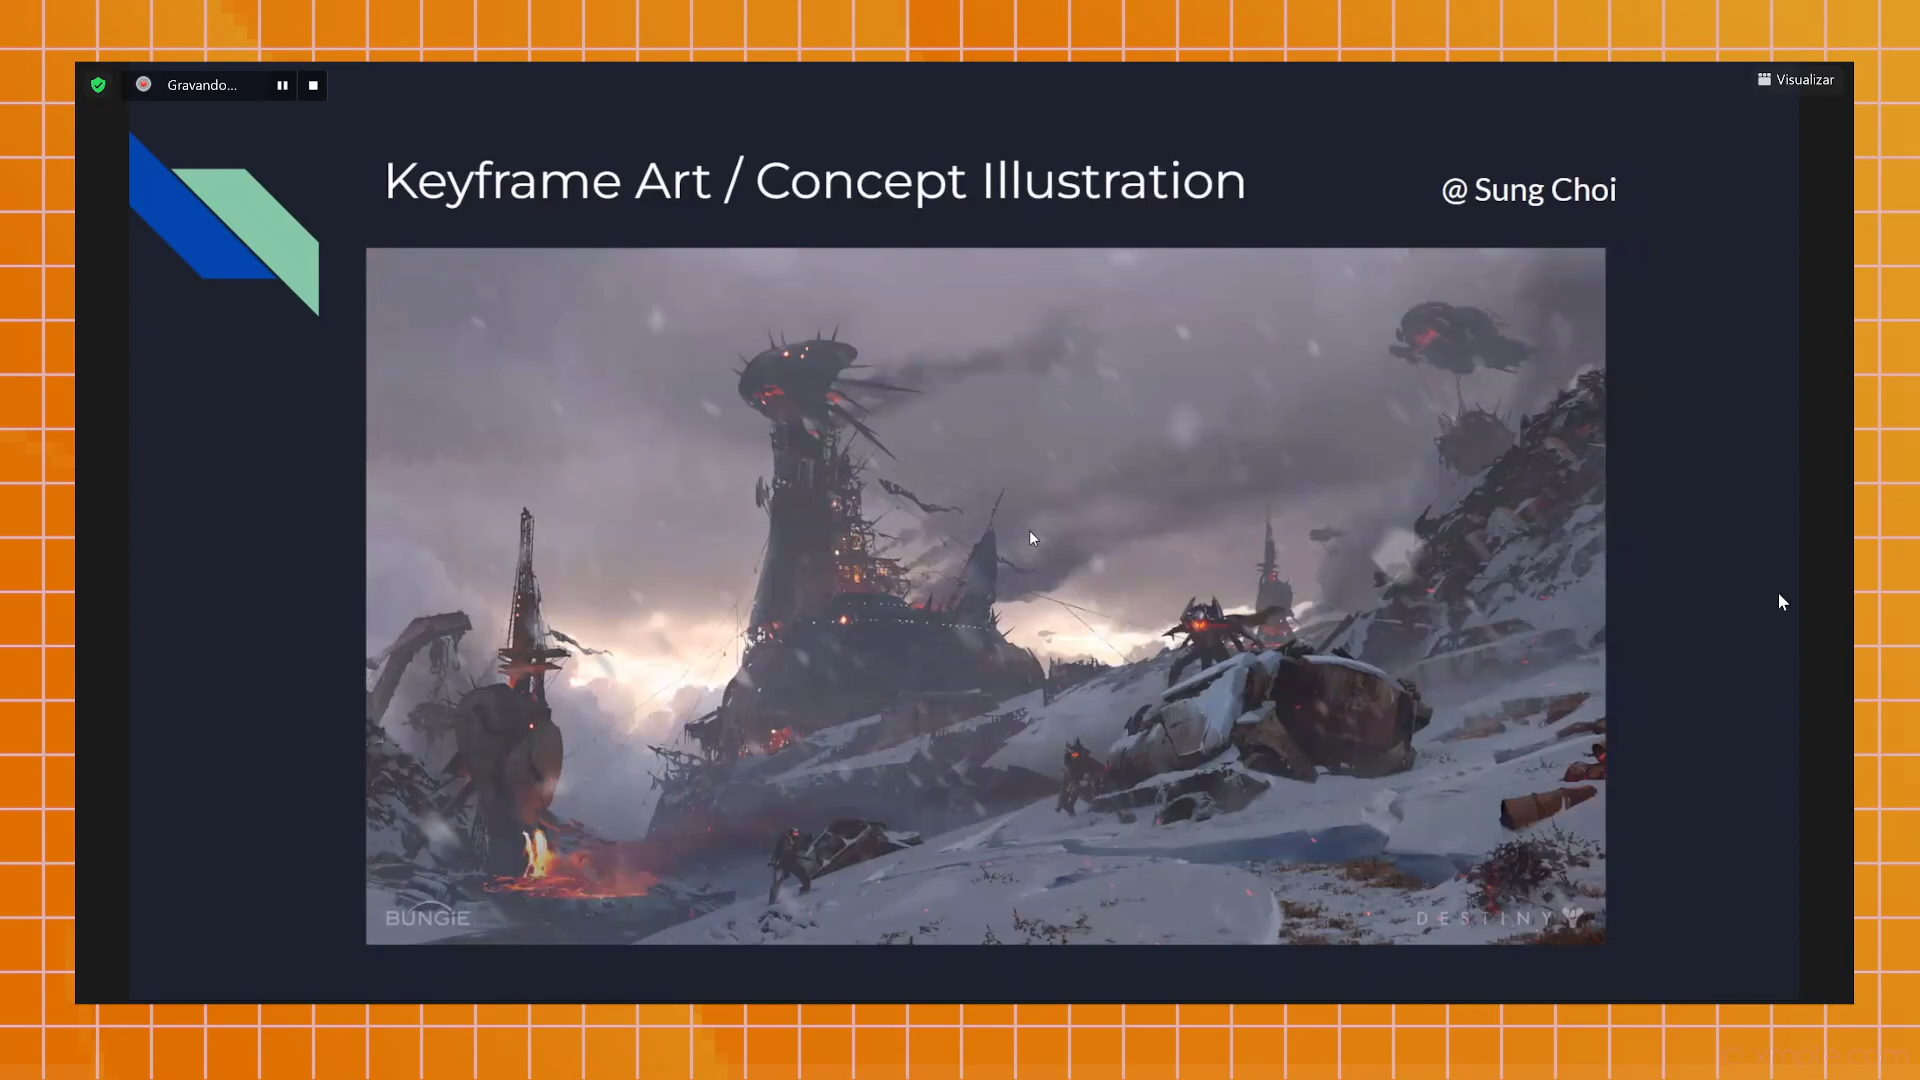 Gravando...
Visualizar
Keyframe Art / Concept Illustration
@ Sung Choi
BUNGiE
DESTINY